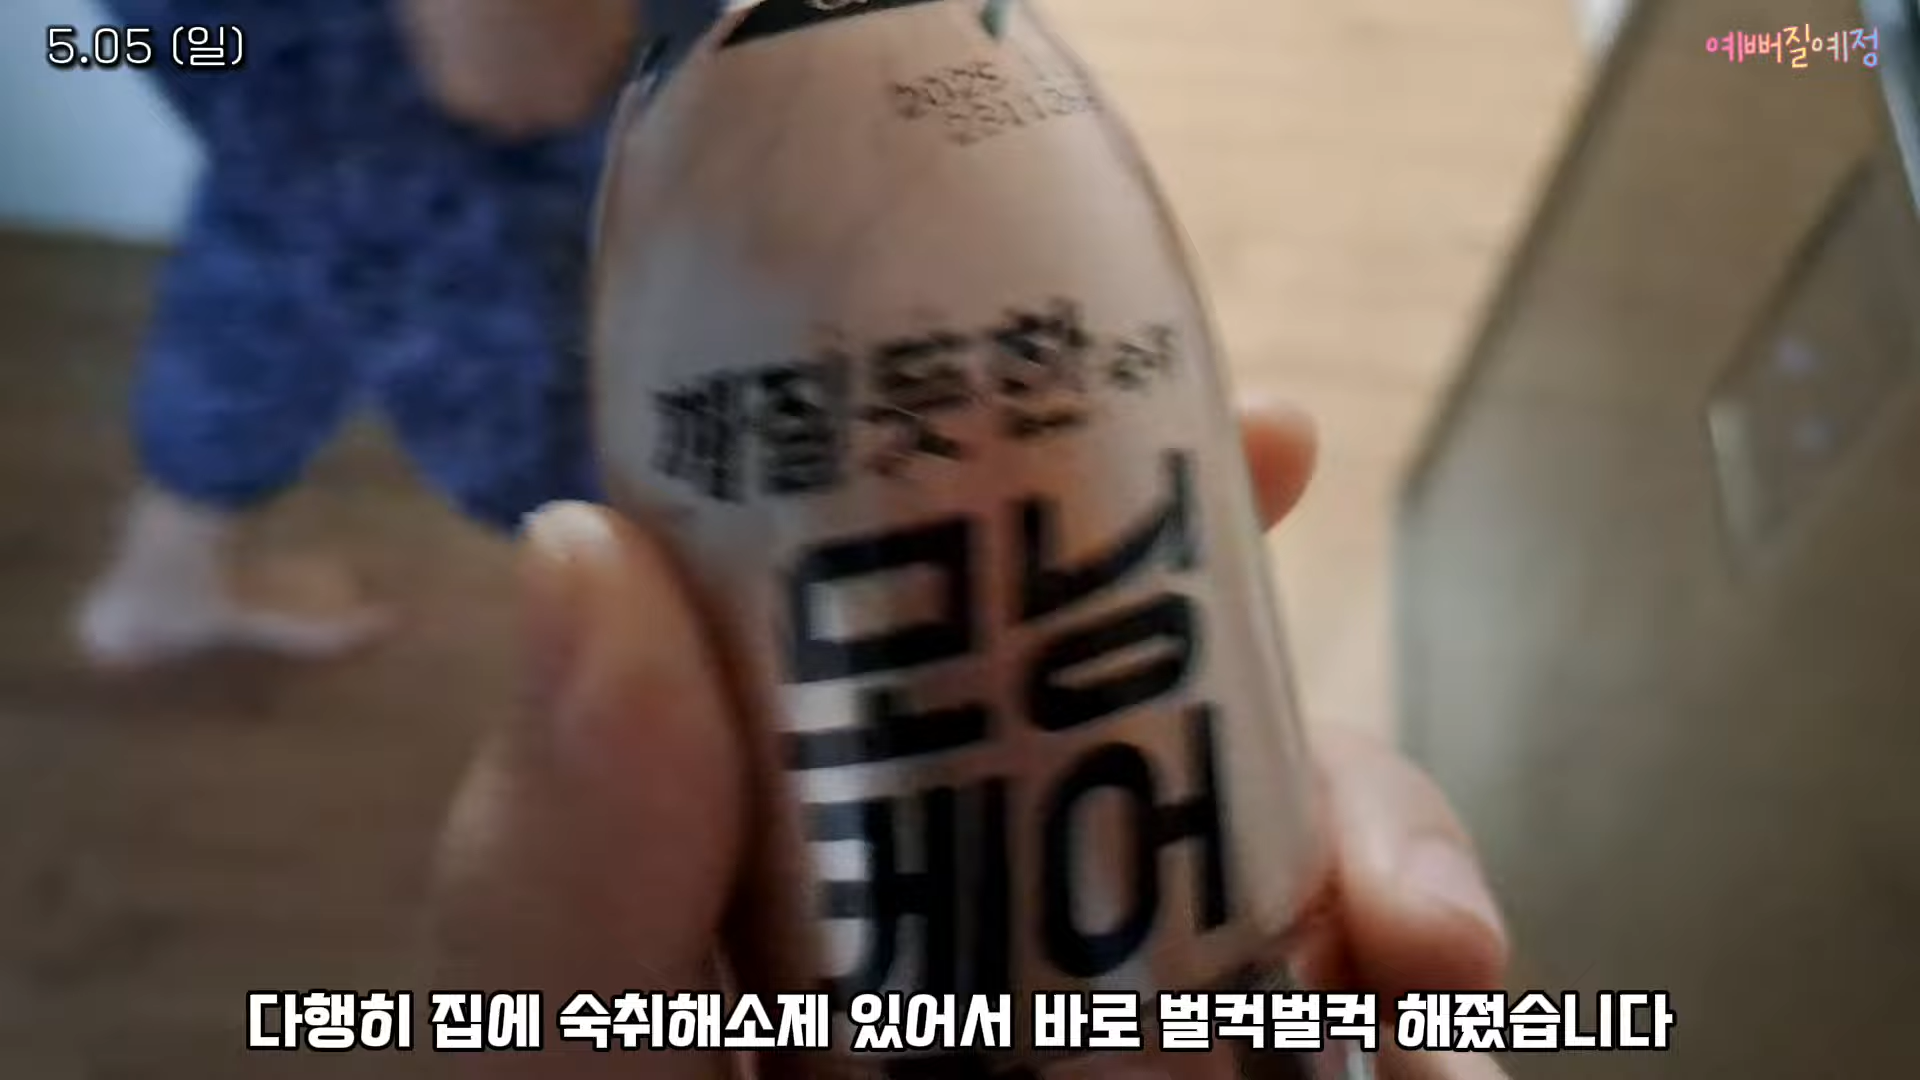 5.05 (일)
예뻐질예정
깨질듯한
모닝
케어
다행히 집에 숙취해소제 있어서 바로 벌컥벌컥 해줬습니다